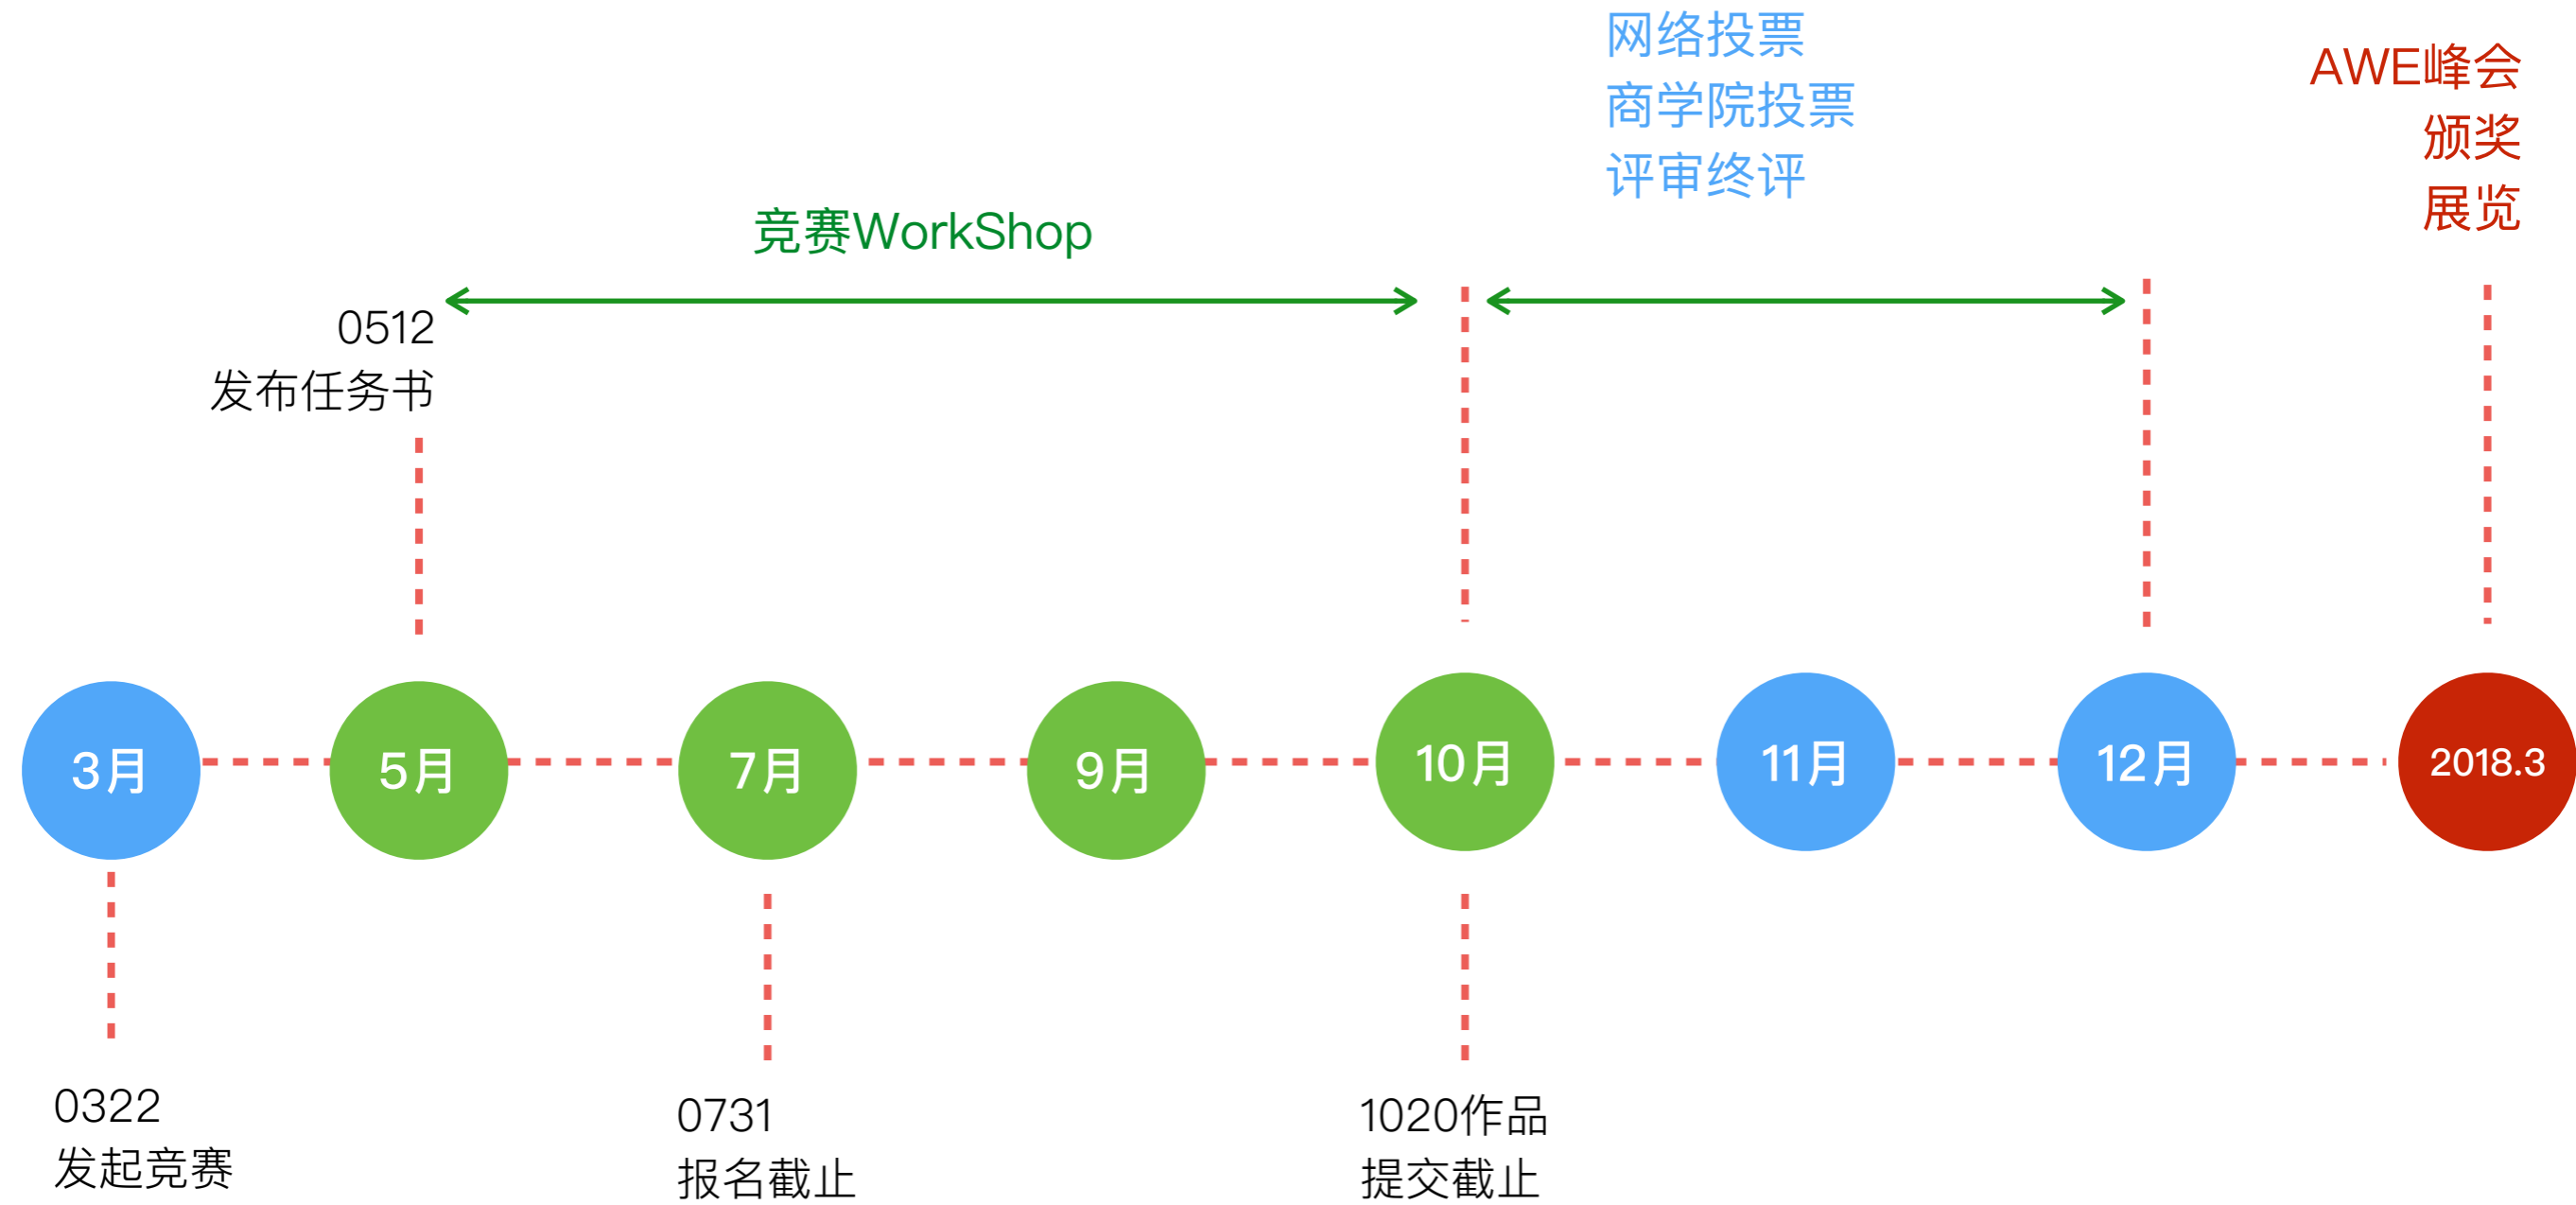 网络投票
商学院投票
评审终评
AWE峰会
颁奖
展览
竞赛WorkShop
0512
发布任务书
3月
5月
7月
9月
10月
11月
12月
2018.3
0322
发起竞赛
0731
报名截止
1020作品
提交截止